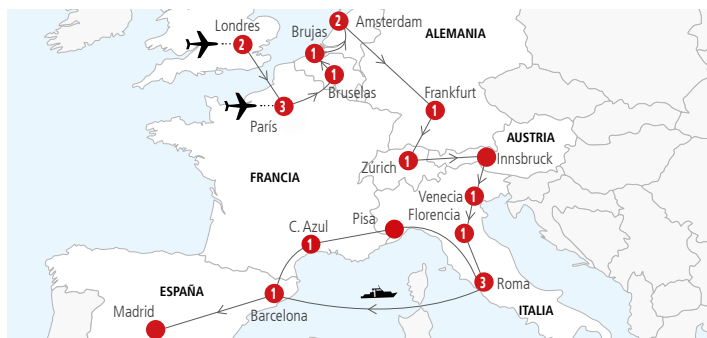 Londres
2
Brujas
2
Amsterdam
ALEMANIA
1
1
Bruselas
3
París
Frankfurt
1
AUSTRIA
Zúrich
1
Innsbruck
FRANCIA
Venecia
1
Florencia
1
Pisa
C. Azul
1
3
Roma
ESPAÑA
1
Barcelona
ITALIA
Madrid